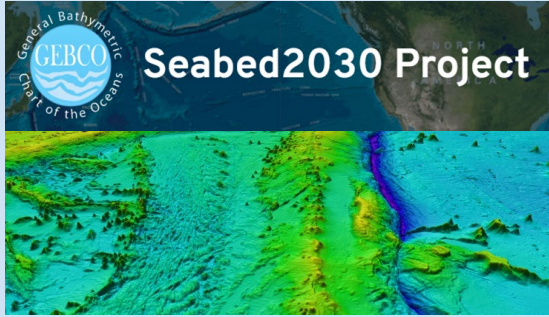 General Bathymetric
GEBCO
Chart of the Oceans
Seabed2030 Project
NORTH